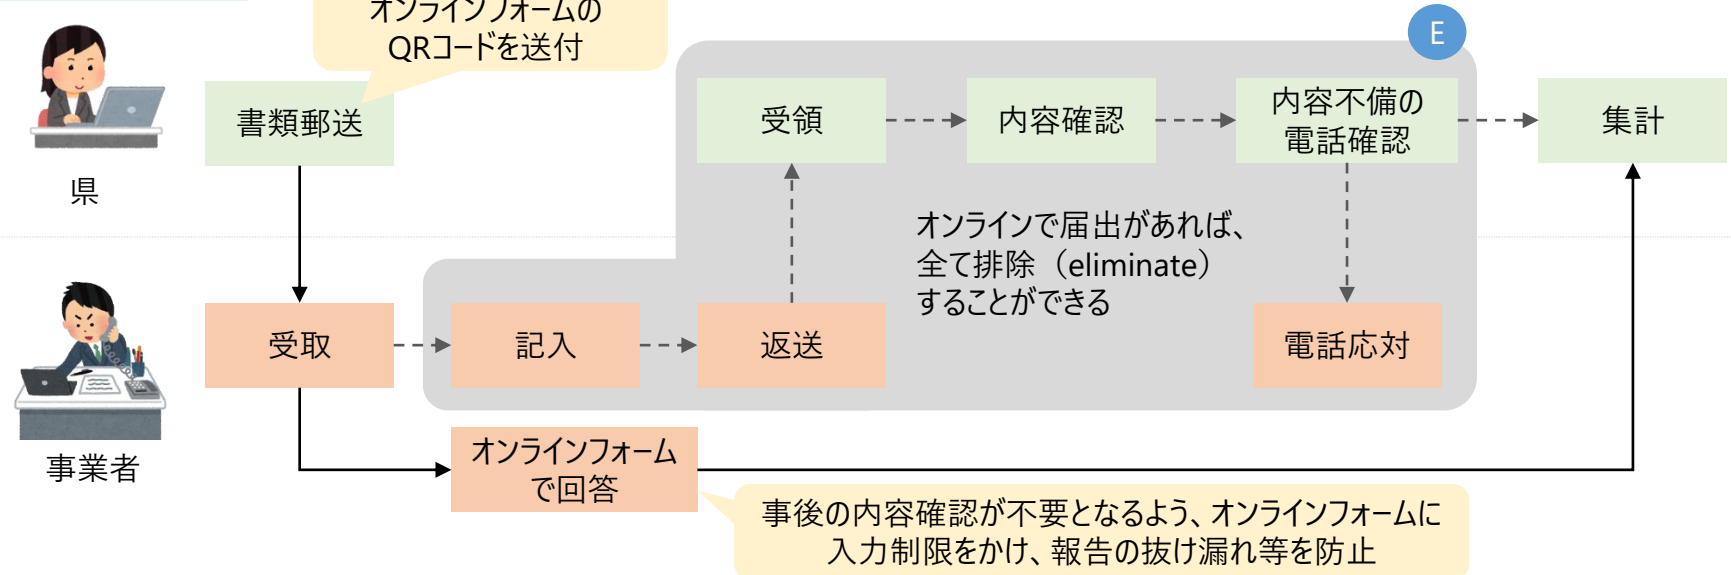 オンラインフォームの
QRコードを送付
E
書類郵送
受領
内容確認
内容不備の
電話確認
集計
県
オンラインで届出があれば、
全て排除（eliminate）
することができる
受取
記入
返送
電話応対
事業者
オンラインフォーム
で回答
事後の内容確認が不要となるよう、オンラインフォームに
入力制限をかけ、報告の抜け漏れ等を防止